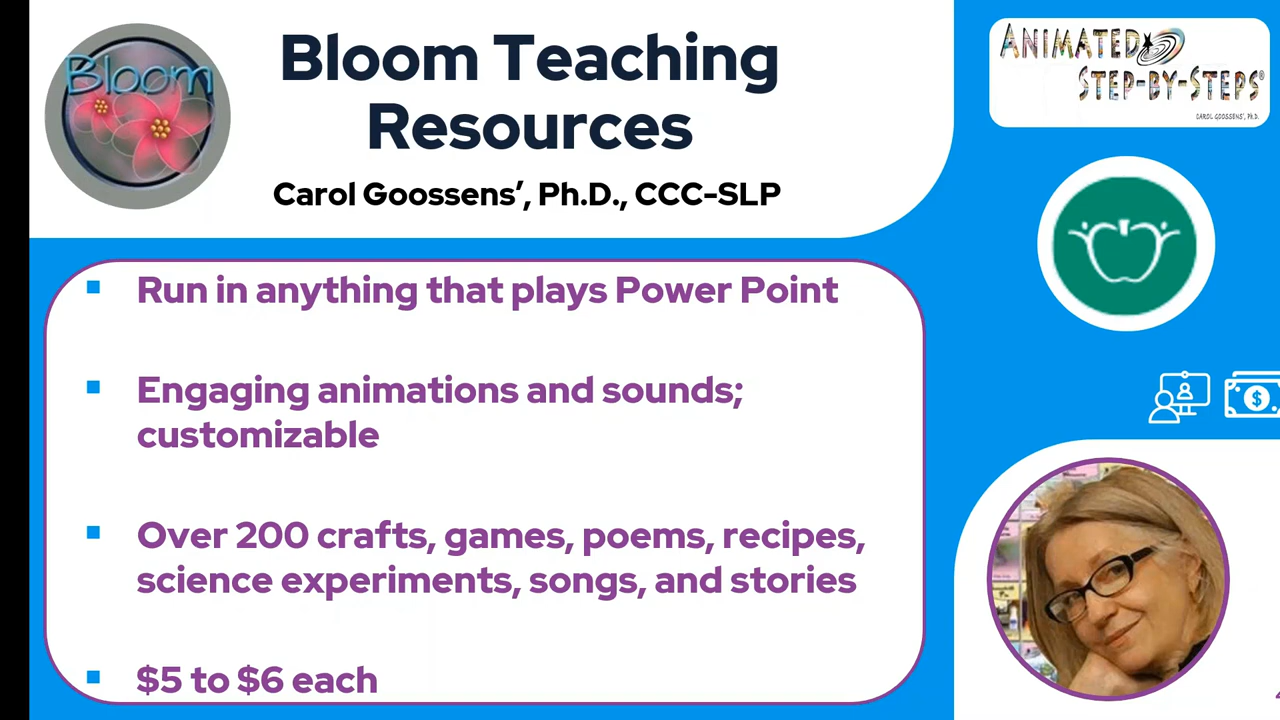 Bloom
Bloom Teaching
Resources
Carol Goossens’, Ph.D., CCC-SLP
ANIMATED
STEP-BY-STEPS®
CAROL GOOSSENS', PH.D.
▪ Run in anything that plays Power Point
▪ Engaging animations and sounds;
customizable
▪ Over 200 crafts, games, poems, recipes,
science experiments, songs, and stories
▪ $5 to $6 each
$